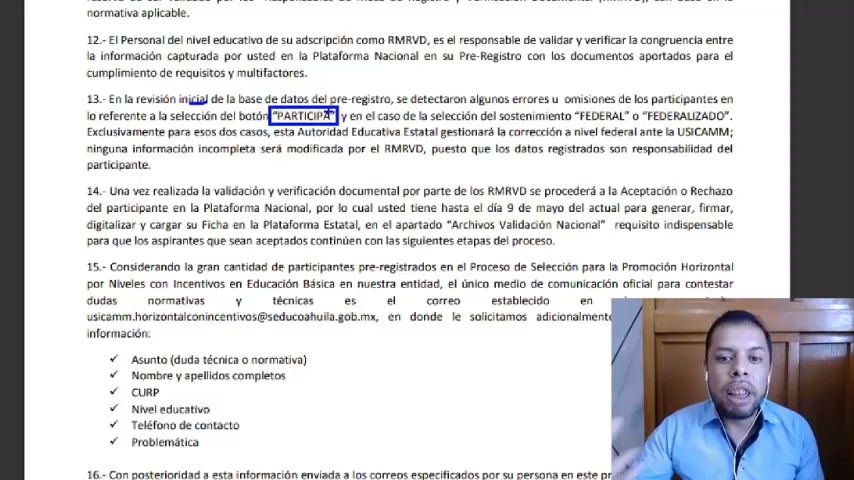 normativa aplicable.
12.- El Personal del nivel educativo de su adscripción como RMRVD, es el responsable de validar y verificar la congruencia entre
la información capturada por usted en la Plataforma Nacional en su Pre-Registro con los documentos aportados para el
cumplimiento de requisitos y multifactores.
13.- En la revisión inicial de la base de datos del pre-registro, se detectaron algunos errores u omisiones de los participantes en
lo referente a la selección del botón “PARTICIPA” y en el caso de la selección del sostenimiento “FEDERAL” o “FEDERALIZADO”.
Exclusivamente para esos dos casos, esta Autoridad Educativa Estatal gestionará la corrección a nivel federal ante la USICAMM;
ninguna información incompleta será modificada por el RMRVD, puesto que los datos registrados son responsabilidad del
participante.
14.- Una vez realizada la validación y verificación documental por parte de los RMRVD se procederá a la Aceptación o Rechazo
del participante en la Plataforma Nacional, por lo cual usted tiene hasta el día 9 de mayo del actual para generar, firmar,
digitalizar y cargar su Ficha en la Plataforma Estatal, en el apartado “Archivos Validación Nacional” requisito indispensable
para que los aspirantes que sean aceptados continúen con las siguientes etapas del proceso.
15.- Considerando la gran cantidad de participantes pre-registrados en el Proceso de Selección para la Promoción Horizontal
por Niveles con Incentivos en Educación Básica en nuestra entidad, el único medio de comunicación oficial para contestar
dudas normativas y técnicas es el correo establecido en
usicamm.horizontalconincentivos@seducoahuila.gob.mx, en donde le solicitamos adicionalmente
información:
✓ Asunto (duda técnica o normativa)
✓ Nombre y apellidos completos
✓ CURP
✓ Nivel educativo
✓ Teléfono de contacto
✓ Problemática
16.- Con posterioridad a esta información enviada a los correos especificados por su persona en este